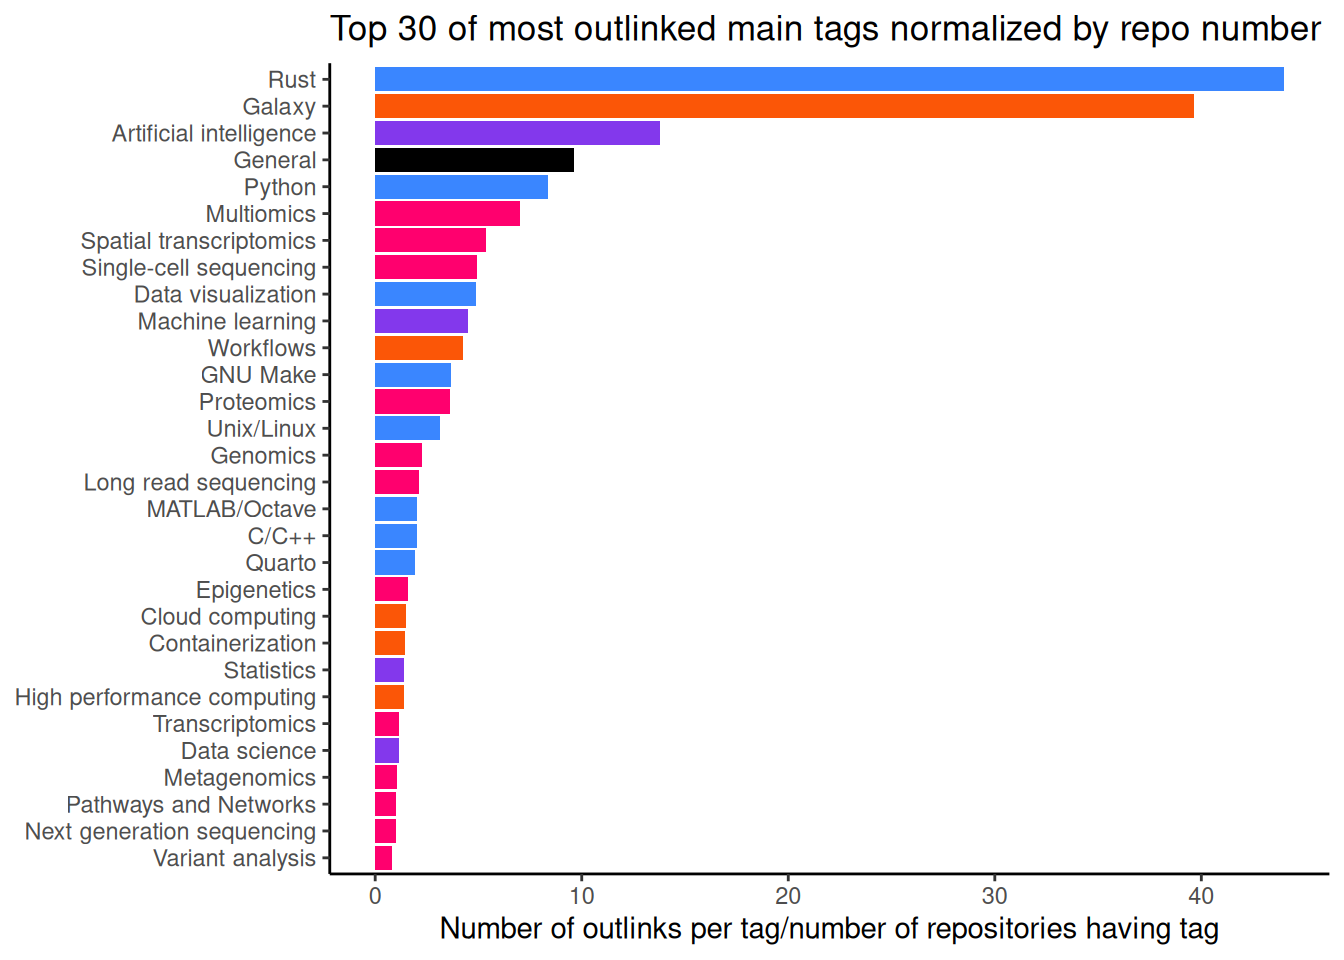 Top 30 of most outlinked main tags normalized by repo number
Rust
Galaxy
Artificial intelligence
General
Python
Multiomics
Spatial transcriptomics
Single-cell sequencing
Data visualization
Machine learning
Workflows
GNU Make
Proteomics
Unix/Linux
Genomics
Long read sequencing
MATLAB/Octave
C/C++
Quarto
Epigenetics
Cloud computing
Containerization
Statistics
High performance computing
Transcriptomics
Data science
Metagenomics
Pathways and Networks
Next generation sequencing
Variant analysis
0 10 20 30 40
Number of outlinks per tag/number of repositories having tag